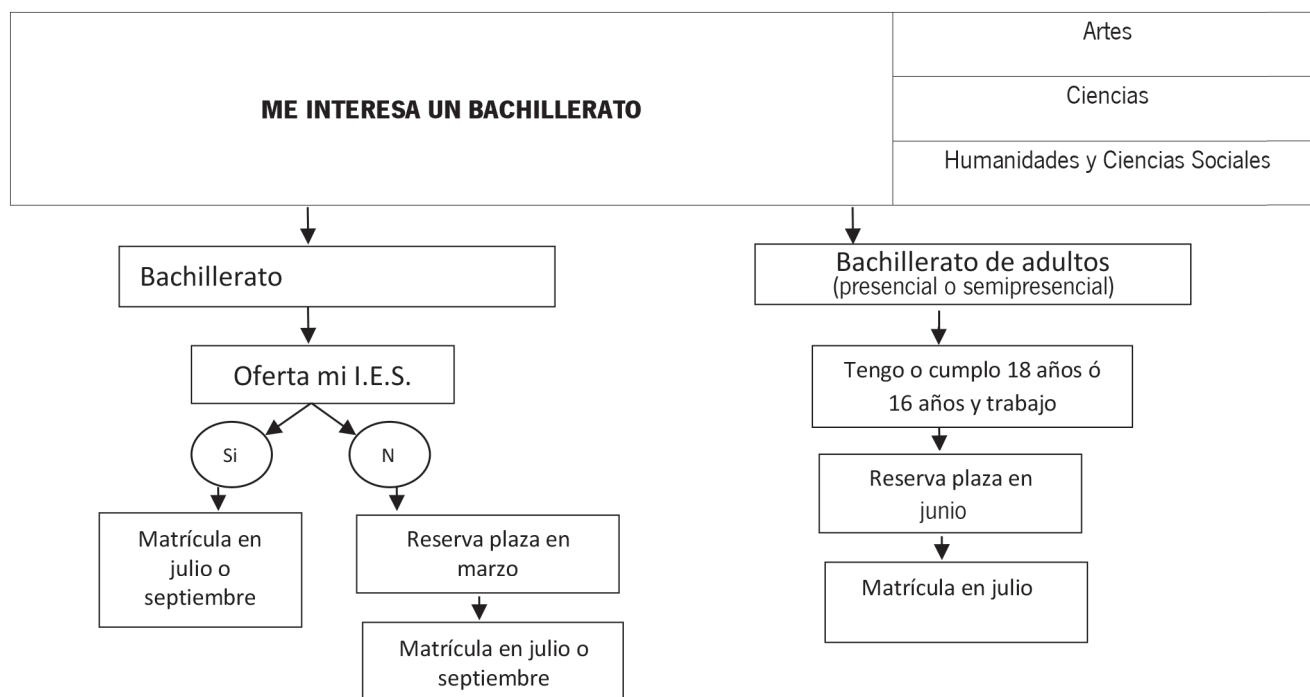 ME INTERESA UN BACHILLERATO
Artes
Ciencias
Humanidades y Ciencias Sociales
Bachillerato
Oferta mi I.E.S.
Si
N
Matrícula en
julio o
septiembre
Reserva plaza en
marzo
Matrícula en julio o
septiembre
Bachillerato de adultos
(presencial o semipresencial)
Tengo o cumplo 18 años ó
16 años y trabajo
Reserva plaza en
junio
Matrícula en julio